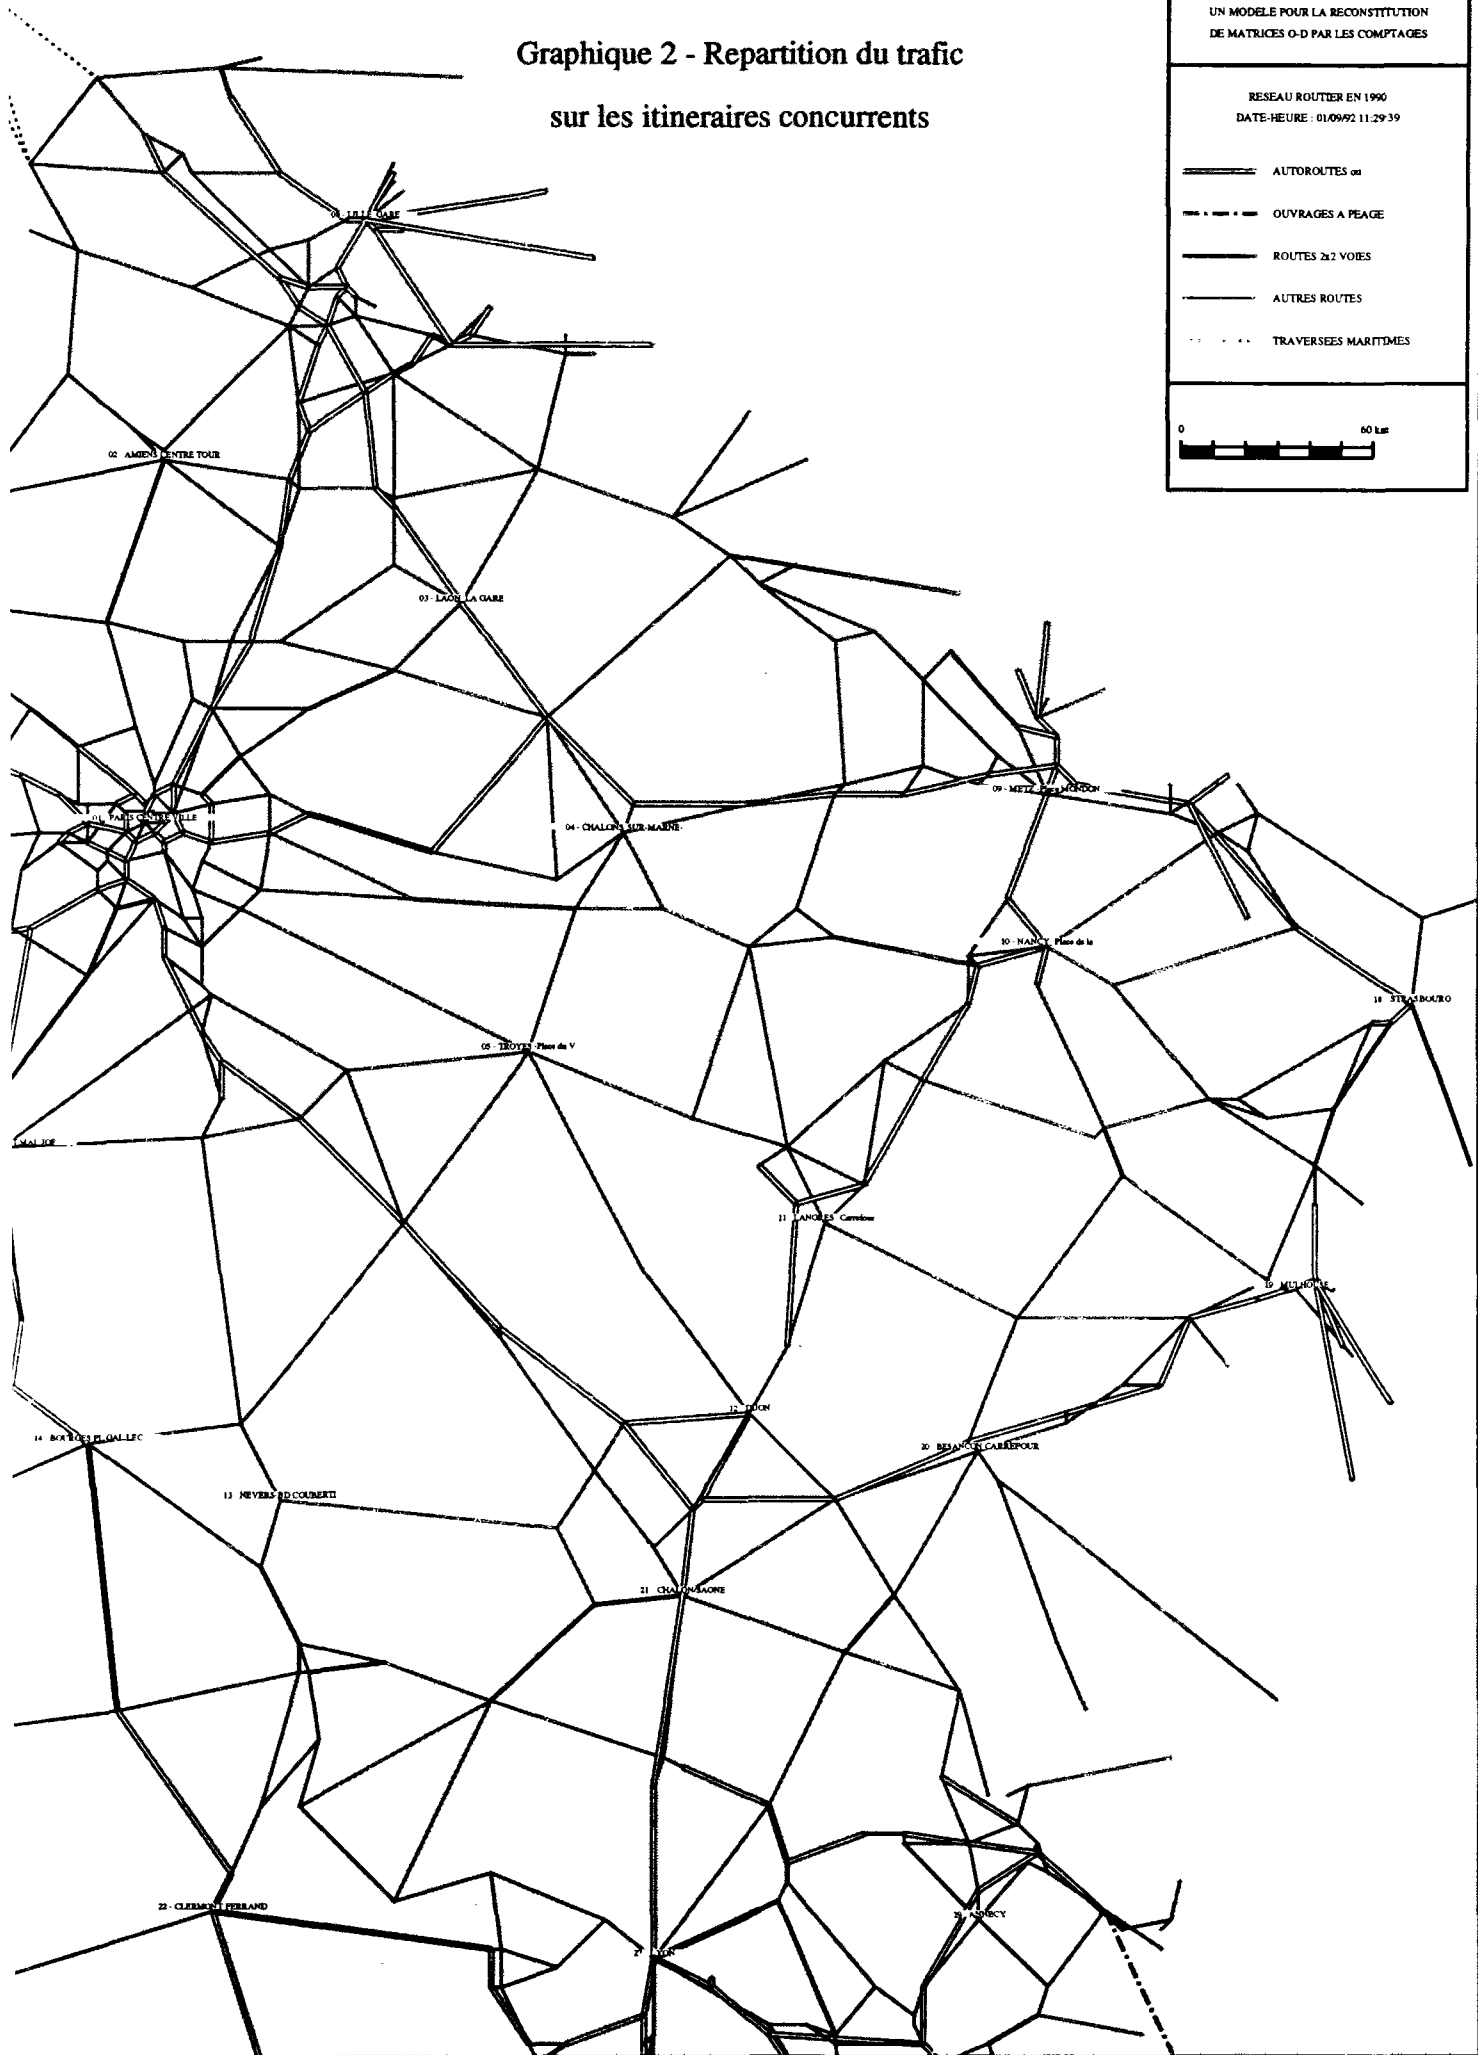 Graphique 2 - Repartition du trafic
sur les itineraires concurrents
UN MODELE POUR LA RECONSTITUTION
DE MATRICES O-D PAR LES COMPTAGES
RESEAU ROUTIER EN 1990
DATE-HEURE : 01/09/92 11:29:39
AUTOROUTES ou
OUVRAGES A PEAGE
ROUTES 2x2 VOIES
AUTRES ROUTES
TRAVERSEES MARITIMES
0 60 km
LILLE GARE
02 AMIENS CENTRE TOUR
03 - LAON LA GARE
01 PARIS CENTRE VILLE
04 - CHALONS SUR-MARNE-
09 - METZ MONDON
10 - NANCY Place de la
18 STRASBOURG
05 - TROYES -Place du V
11 LANGRES Carrefour
19 MULHOUSE
12 DIJON
14 BOURGES PL GAL LEC
20 BESANCON CARREFOUR
13 NEVERS BD COUBERTI
21 CHALON/SAONE
22 - CLERMONT FERRAND
ANNECY
LYON